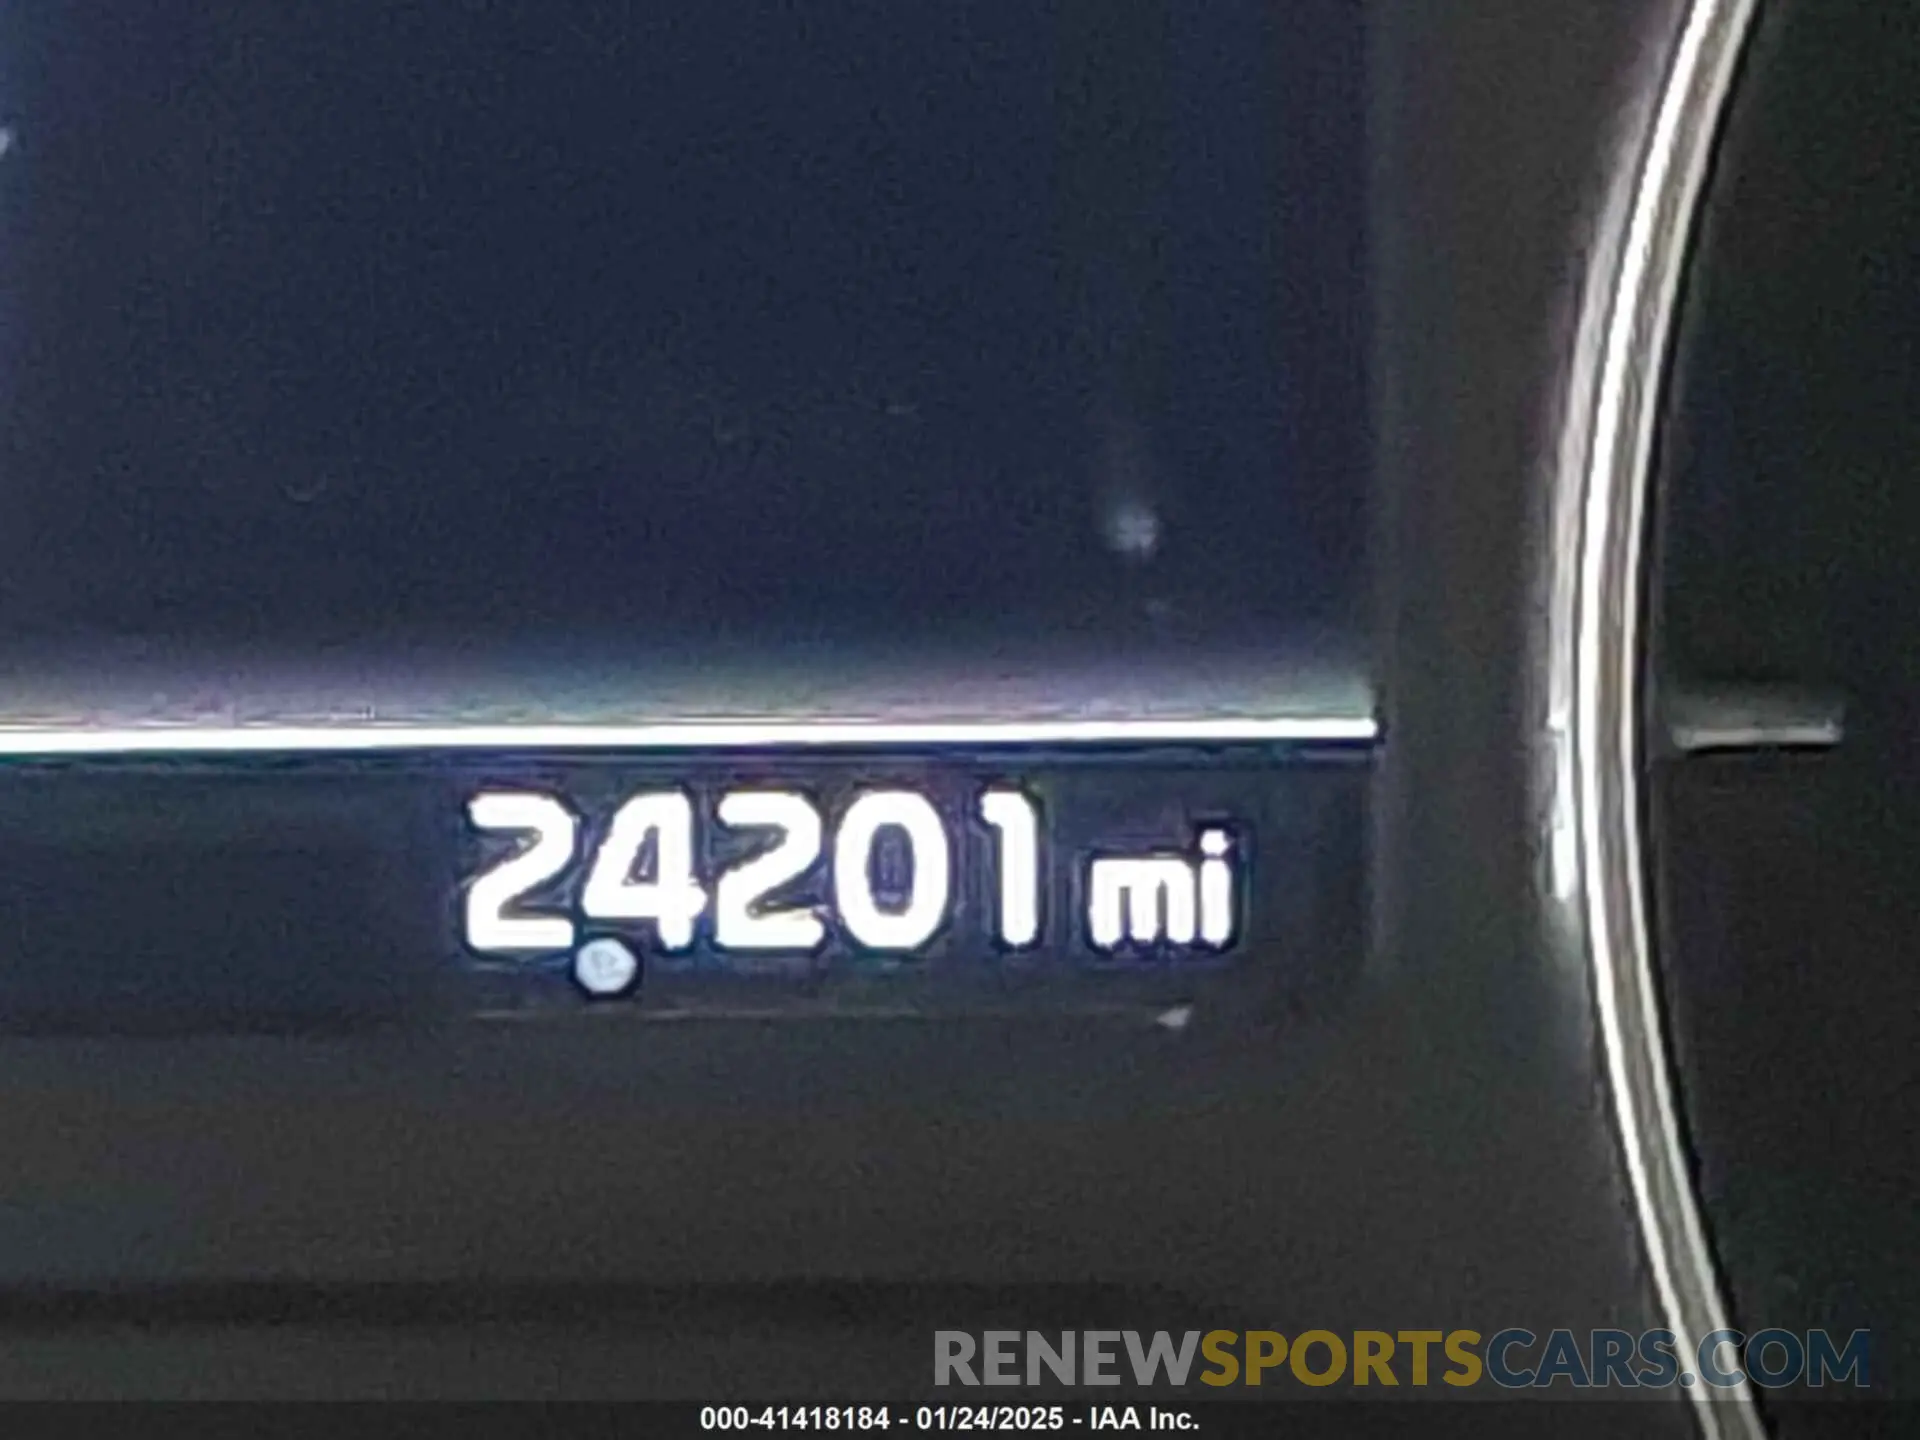 24201 mi
RENEWSPORTSCARS.COM
000-41418184 - 01/24/2025 - IAA Inc.